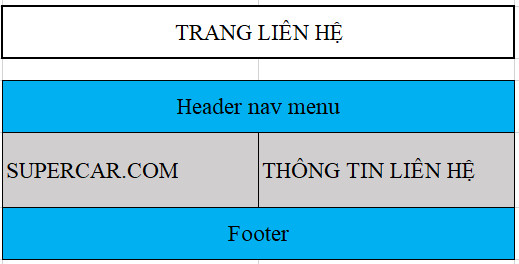 TRANG LIÊN HỆ
Header nav menu
SUPERCAR.COM
THÔNG TIN LIÊN HỆ
Footer